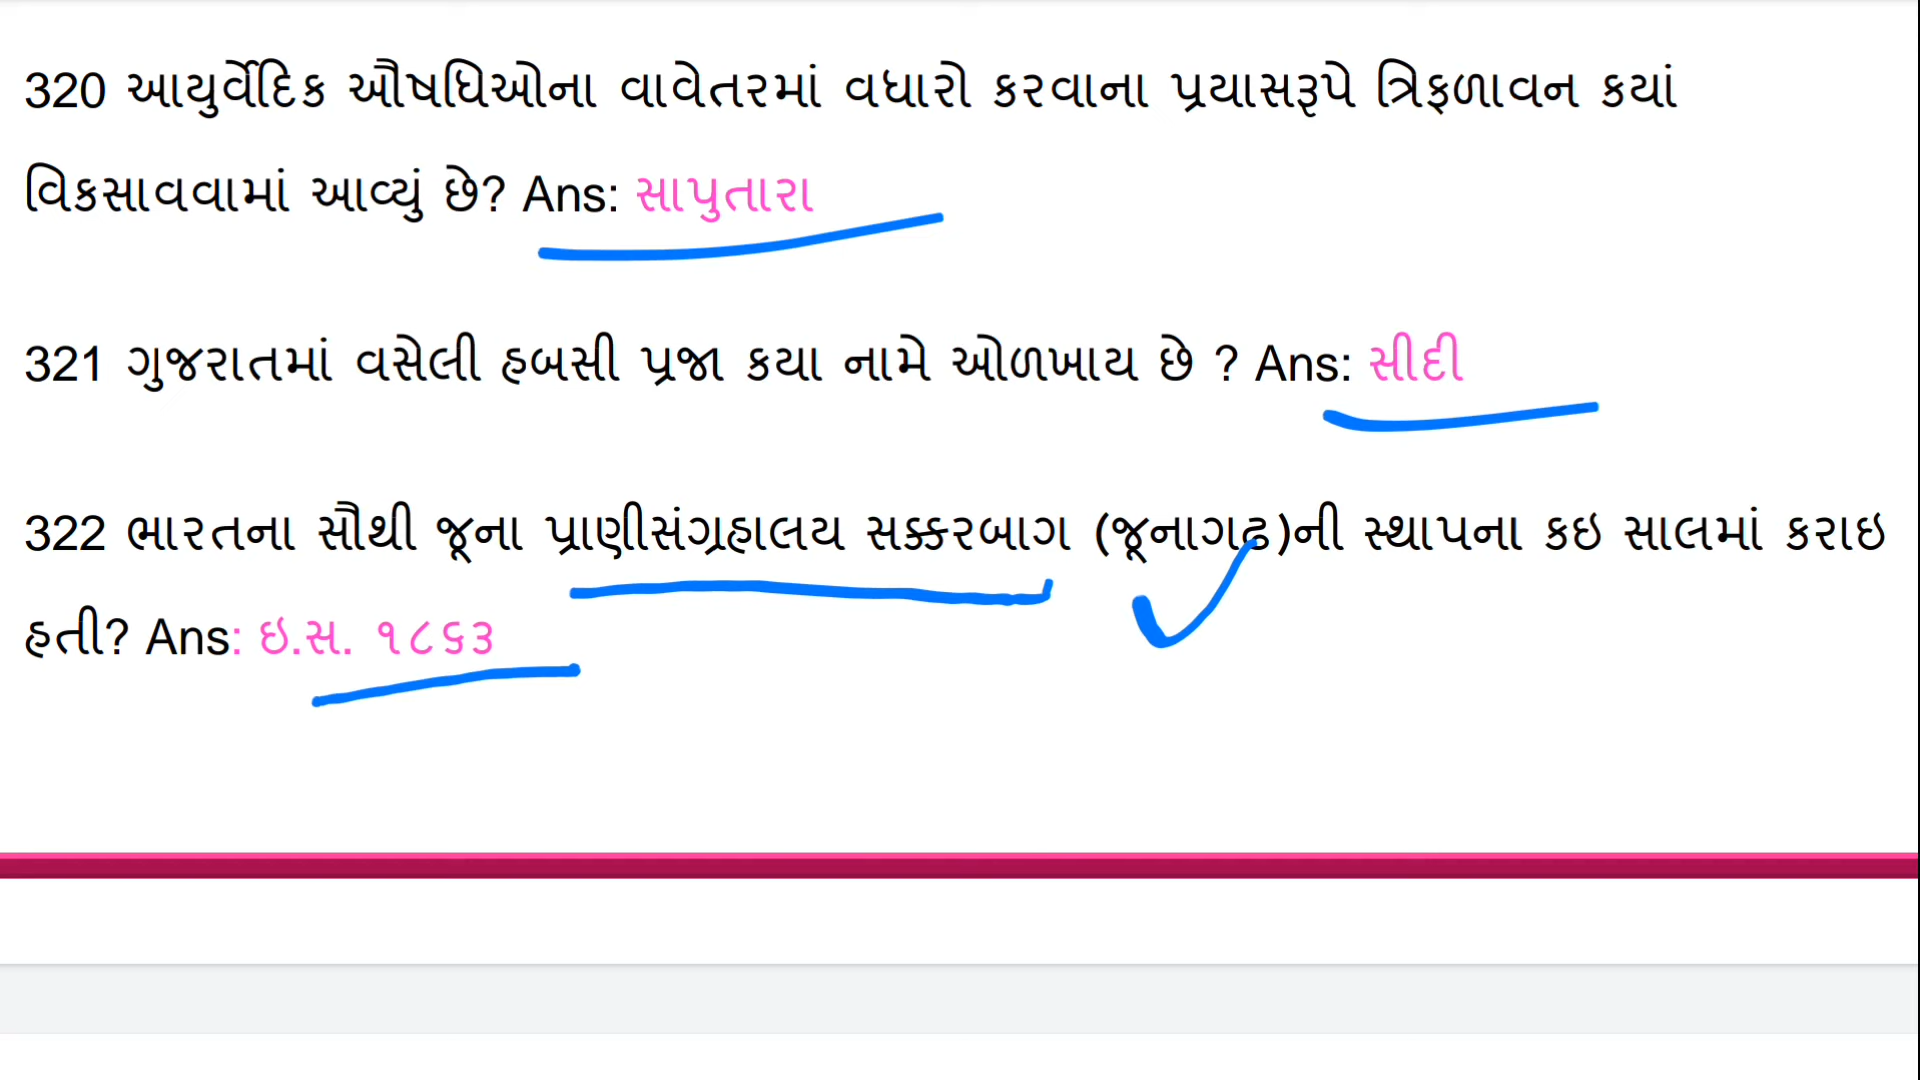 320 આયુર્વેદિક ઔષધિઓના વાવેતરમાં વધારો કરવાના પ્રયાસરૂપે ત્રિફળાવન કયાં
વિકસાવવામાં આવ્યું છે? Ans: સાપુતારા
321 ગુજરાતમાં વસેલી હબસી પ્રજા કયા નામે ઓળખાય છે ? Ans: સીદી
322 ભારતના સૌથી જૂના પ્રાણીસંગ્રહાલય સક્કરબાગ (જૂનાગઢ)ની સ્થાપના કઇ સાલમાં કરાઇ
હતી? Ans: ઇ.સ. ૧૮૬૩